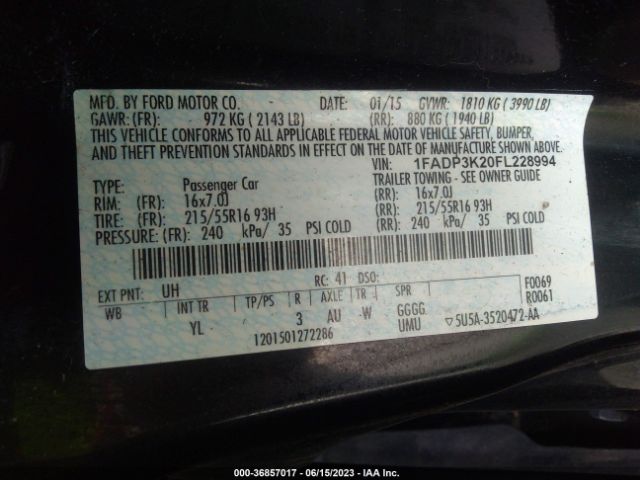 MFD. BY FORD MOTOR CO. DATE: 01/15 GVWR: 1810 KG ( 3990 LB)
GAWR: (FR): 972 KG ( 2143 LB) (RR): 880 KG ( 1940 LB)
THIS VEHICLE CONFORMS TO ALL APPLICABLE FEDERAL MOTOR VEHICLE SAFETY, BUMPER,
AND THEFT PREVENTION STANDARDS IN EFFECT ON THE DATE OF MANUFACTURE SHOWN ABOVE.
VIN: 1FADP3K20FL228994
TYPE: Passenger Car TRAILER TOWING - SEE OWNER GUIDE
RIM: (FR): 16x7.0J (RR): 16x7.0J
TIRE: (FR): 215/55R16 93H (RR): 215/55R16 93H
PRESSURE: (FR): 240 kPa/ 35 PSI COLD (RR): 240 kPa/ 35 PSI COLD
EXT PNT: UH RC: 41 DSO: F0069
WB INT TR TP/PS R AXLE TR SPR R0061
YL 3 AU W GGGG
1201501272286 UMU ▽5U5A-3520472-AA
000-36857017 - 06/15/2023 - IAA Inc.